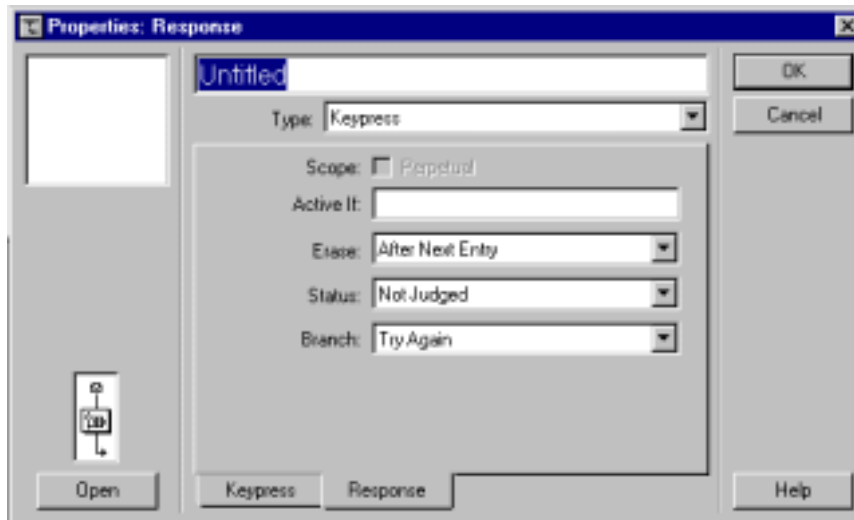 Properties: Response
Untitled
OK
Type: Keypress
Cancel
Scope: Perpetual
Active If:
Erase: After Next Entry
Status: Not Judged
Branch: Try Again
Open
Keypress
Response
Help